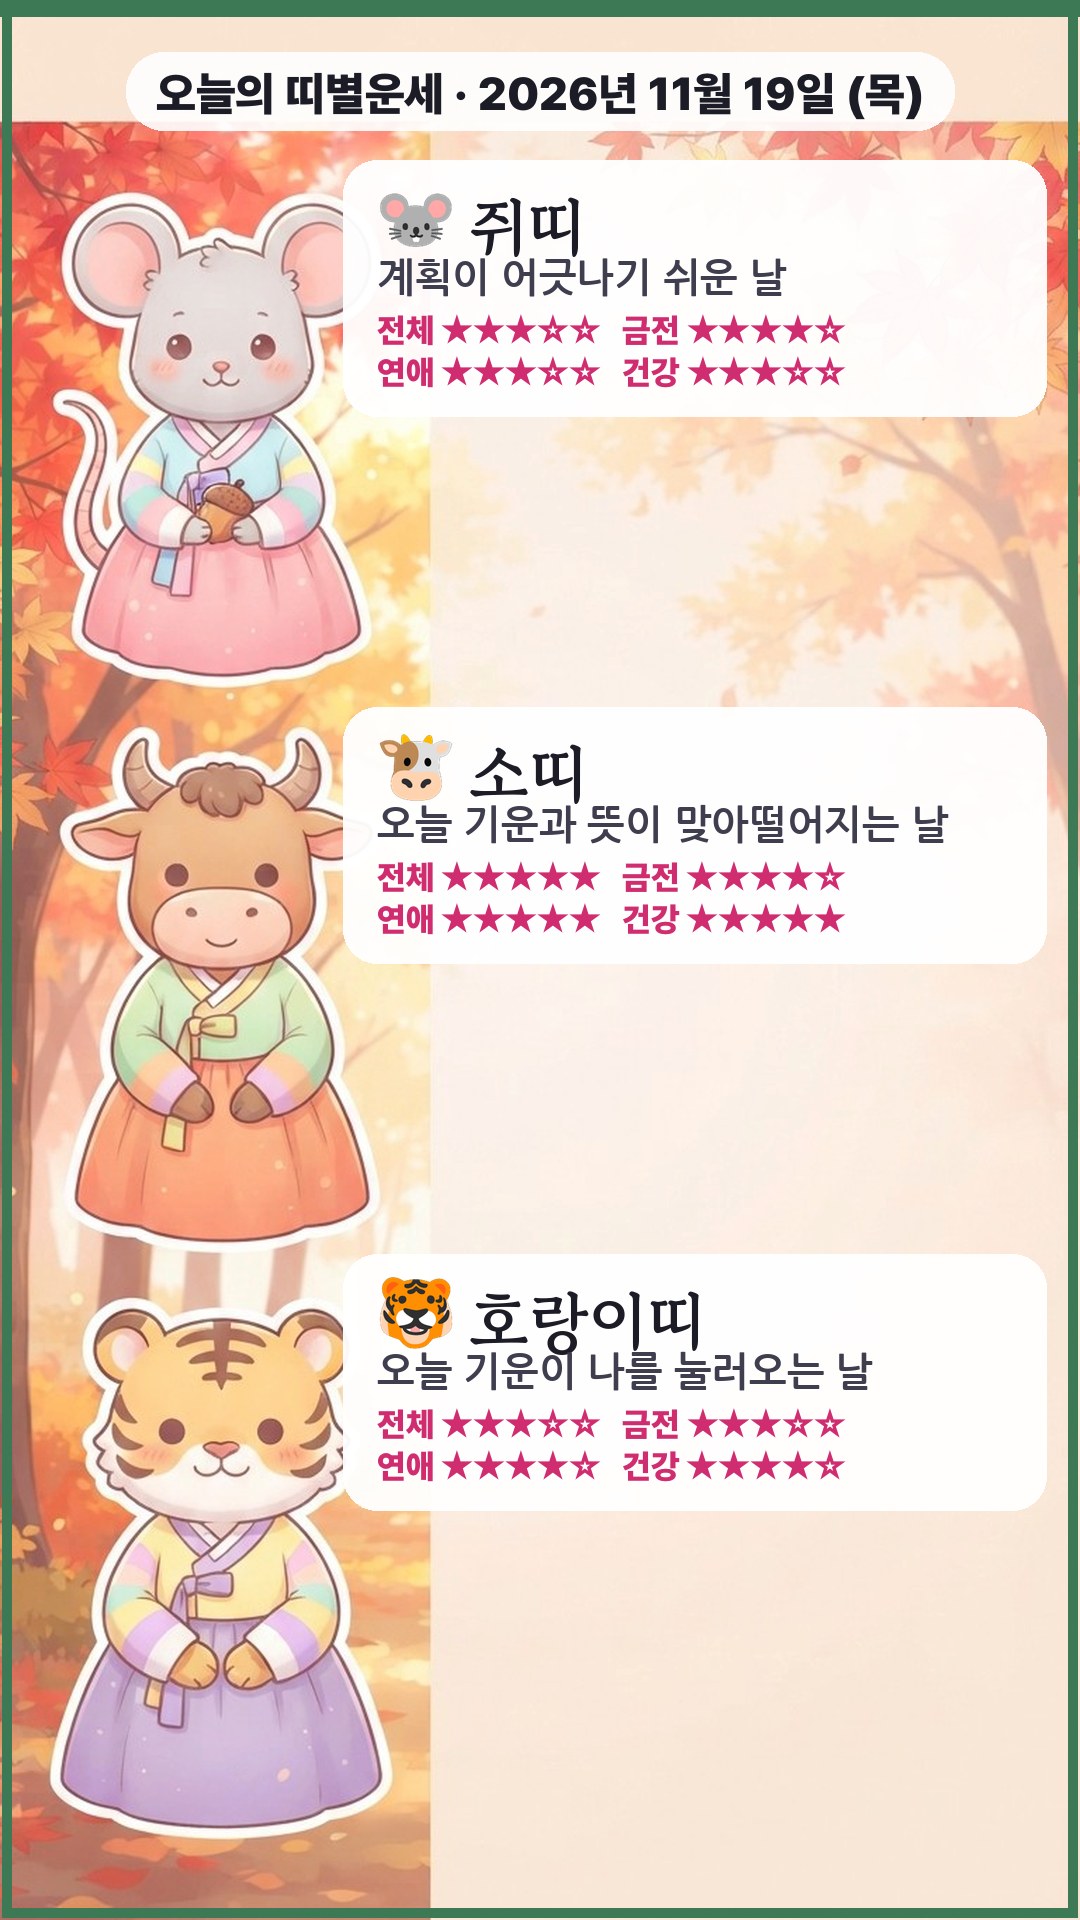 오늘의 띠별운세 · 2026년 11월 19일 (목)
🐭 쥐띠
계획이 어긋나기 쉬운 날
전체 ★★★☆☆ 금전 ★★★★☆
연애 ★★★☆☆ 건강 ★★★☆☆
🐮 소띠
오늘 기운과 뜻이 맞아떨어지는 날
전체 ★★★★★ 금전 ★★★★☆
연애 ★★★★★ 건강 ★★★★★
🐯 호랑이띠
오늘 기운이 나를 눌러오는 날
전체 ★★★☆☆ 금전 ★★★☆☆
연애 ★★★★☆ 건강 ★★★★☆